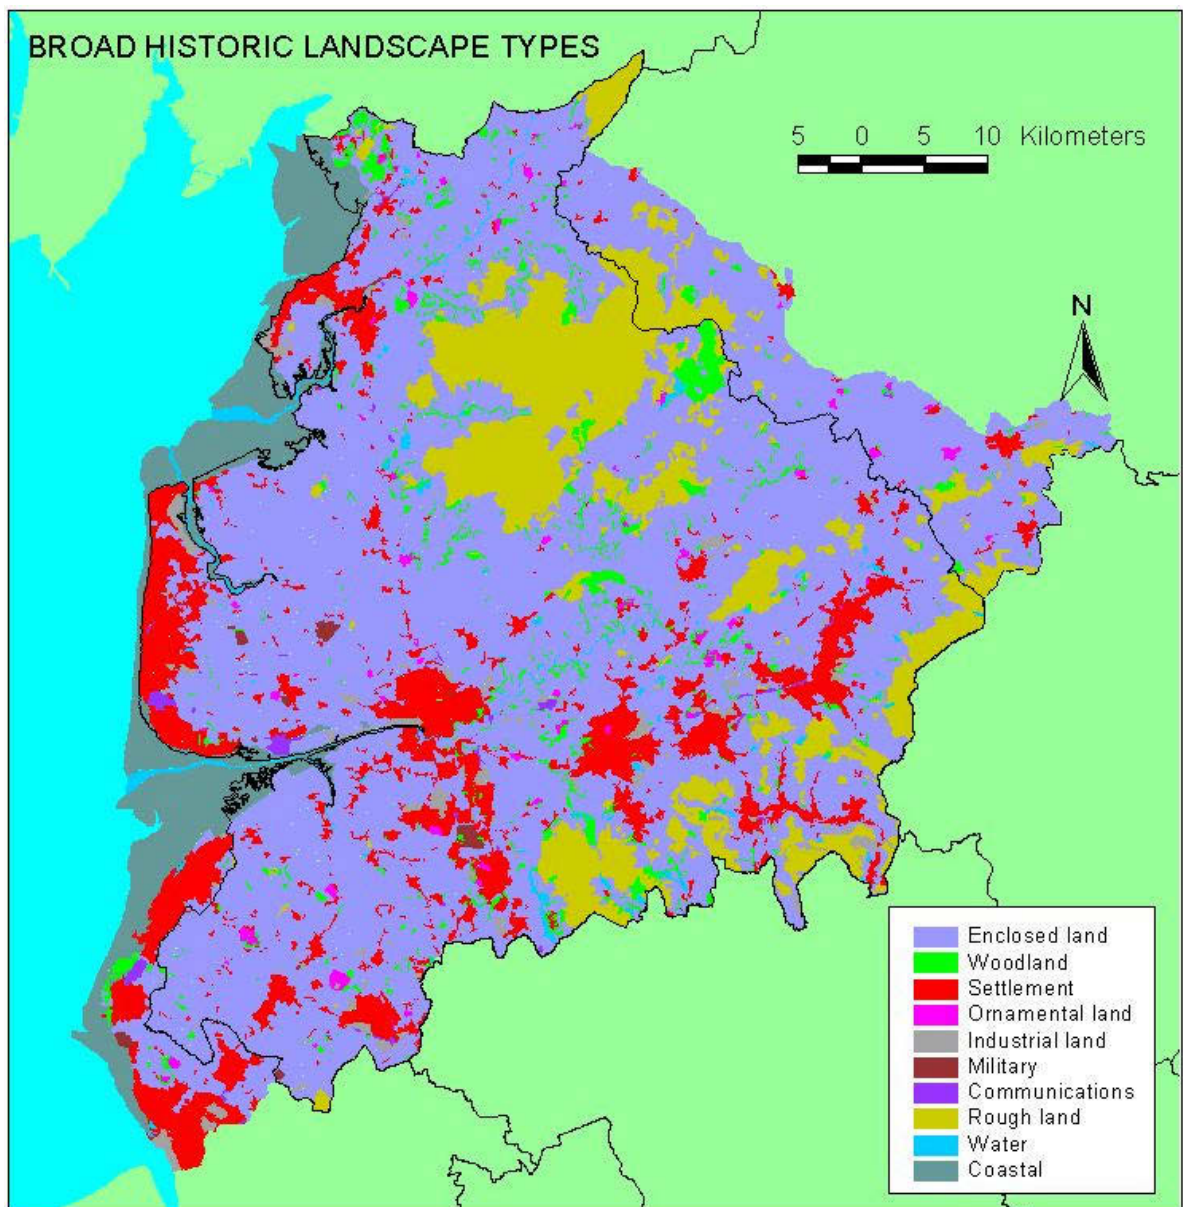 BROAD HISTORIC LANDSCAPE TYPES
5 0 5 10 Kilometers
N
Enclosed land
Woodland
Settlement
Ornamental land
Industrial land
Military
Communications
Rough land
Water
Coastal